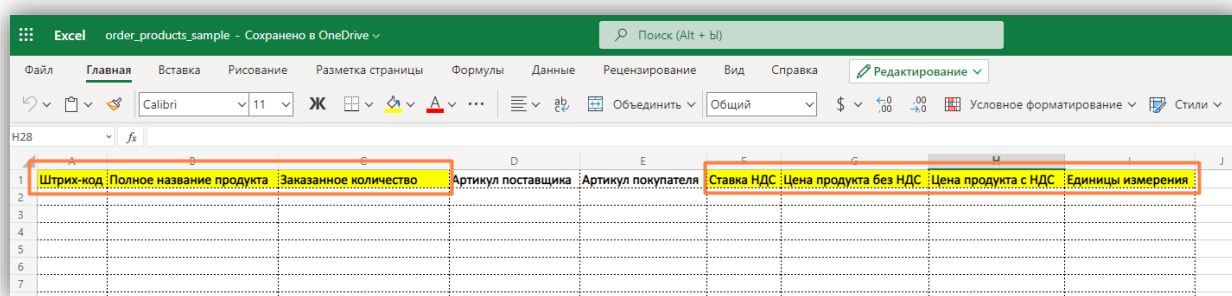 Excel order_products_sample - Сохранено в OneDrive
Поиск (Alt + Ы)
Файл Главная Вставка Рисование Разметка страницы Формулы Данные Рецензирование Вид Справка Редактирование
Calibri 11 Ж А ab Объединить Общий $ Условное форматирование Стили
H28 fx
A B C D E F G H I J
1 Штрих-код Полное название продукта Заказанное количество Артикул поставщика Артикул покупателя Ставка НДС Цена продукта без НДС Цена продукта с НДС Единицы измерения
2
3
4
5
6
7